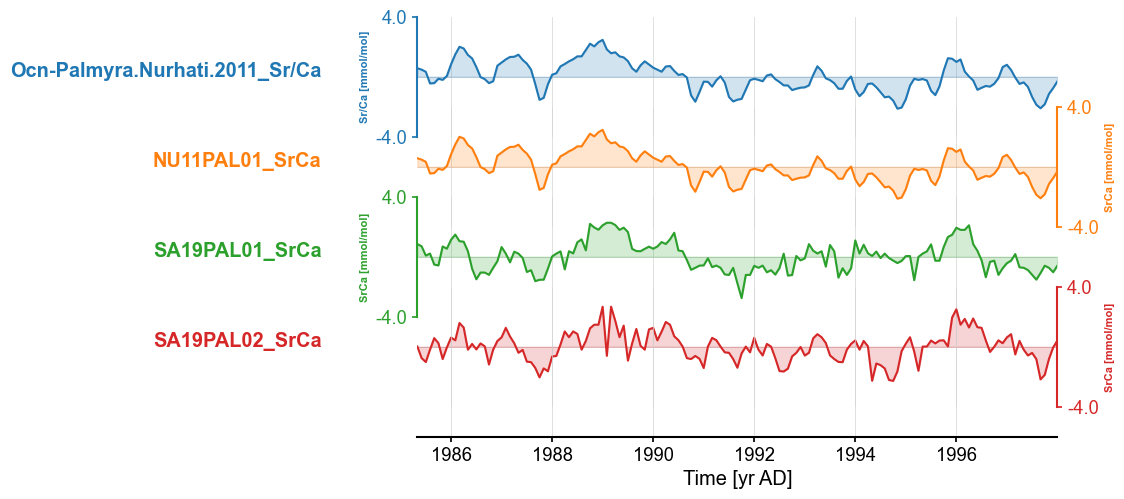 4.0
Ocn-Palmyra.Nurhati.2011_Sr/Ca
Sr/Ca [mmol/mol]
-4.0
4.0
NU11PAL01_SrCa
SrCa [mmol/mol]
-4.0
4.0
SA19PAL01_SrCa
SrCa [mmol/mol]
-4.0
4.0
SA19PAL02_SrCa
SrCa [mmol/mol]
-4.0
1986 1988 1990 1992 1994 1996
Time [yr AD]